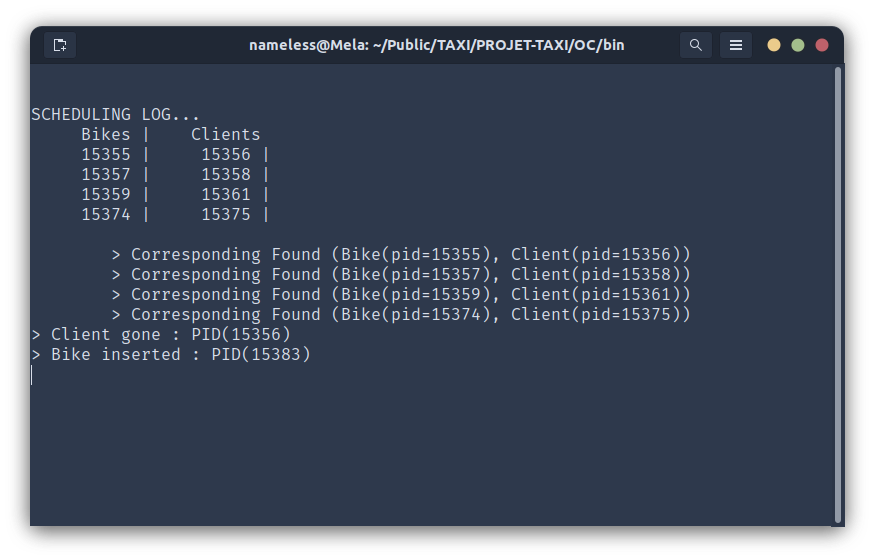 nameless@Mela: ~/Public/TAXI/PROJET-TAXI/OC/bin
SCHEDULING LOG...
     Bikes |    Clients
     15355 |     15356 |
     15357 |     15358 |
     15359 |     15361 |
     15374 |     15375 |
        > Corresponding Found (Bike(pid=15355), Client(pid=15356))
        > Corresponding Found (Bike(pid=15357), Client(pid=15358))
        > Corresponding Found (Bike(pid=15359), Client(pid=15361))
        > Corresponding Found (Bike(pid=15374), Client(pid=15375))
> Client gone : PID(15356)
> Bike inserted : PID(15383)